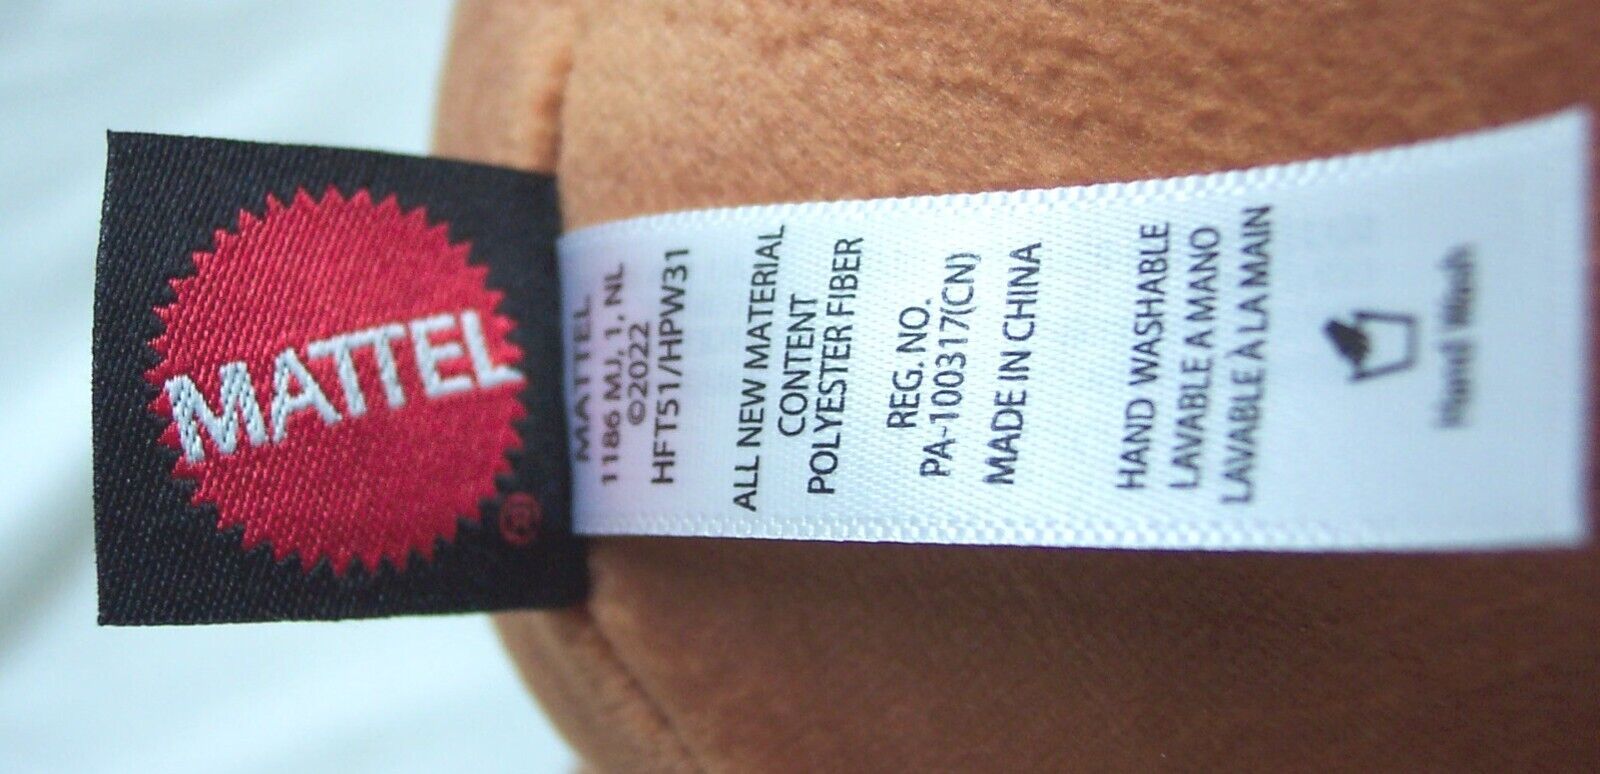 MATTEL
®
MATTEL
1186 MJ, 1, NL
©2022
HFT51/HPW31
ALL NEW MATERIAL
CONTENT
POLYESTER FIBER
REG. NO.
PA-100317(CN)
MADE IN CHINA
HAND WASHABLE
LAVABLE A MANO
LAVABLE À LA MAIN
Hand Wash